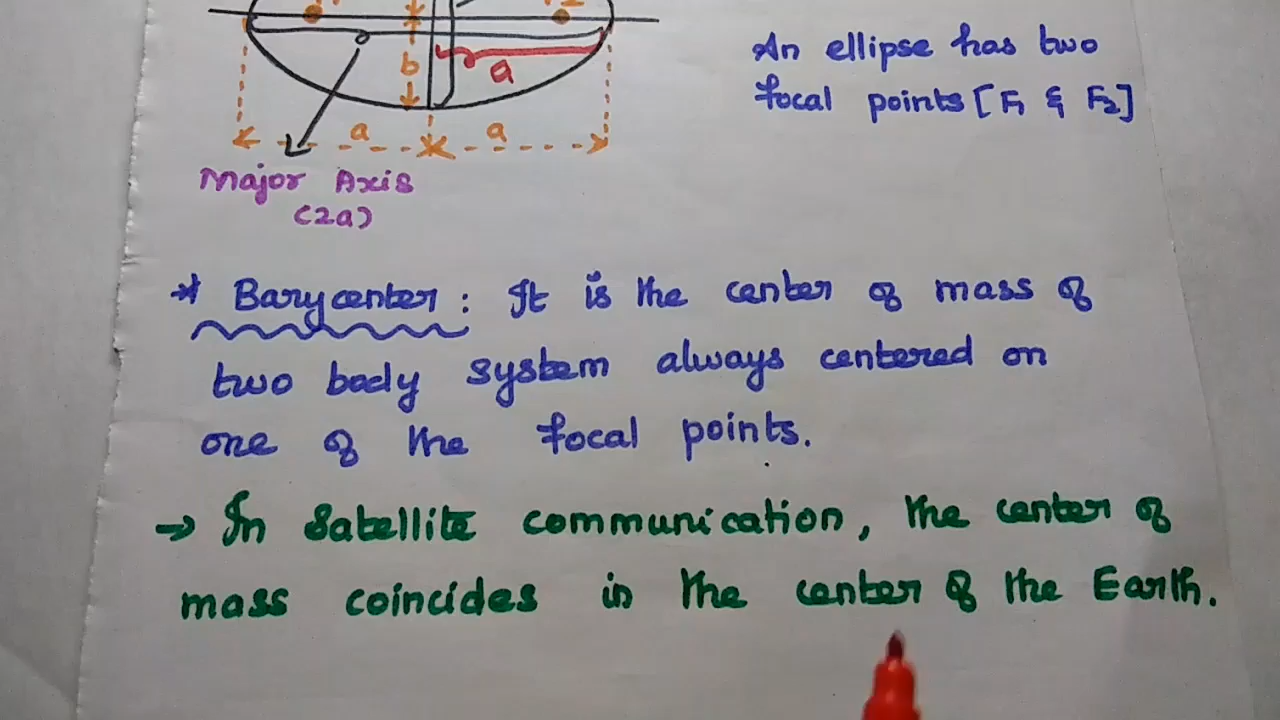 An ellipse has two
focal points [F1 & F2]
b
a
a
a
Major Axis
(2a)
* Barycenter : It is the center of mass of
two body system always centered on
one of the focal points.
→ In Satellite communication, the center of
mass coincides in the center of the Earth.